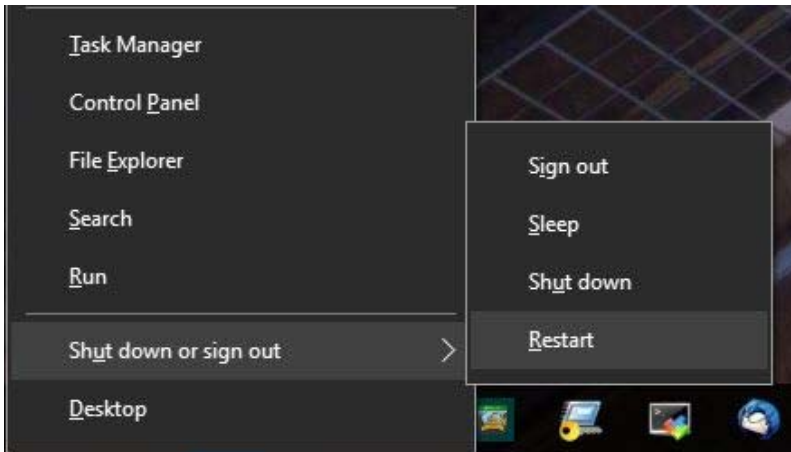 Task Manager
Control Panel
File Explorer
Search
Run
Shut down or sign out
Desktop
Sign out
Sleep
Shut down
Restart